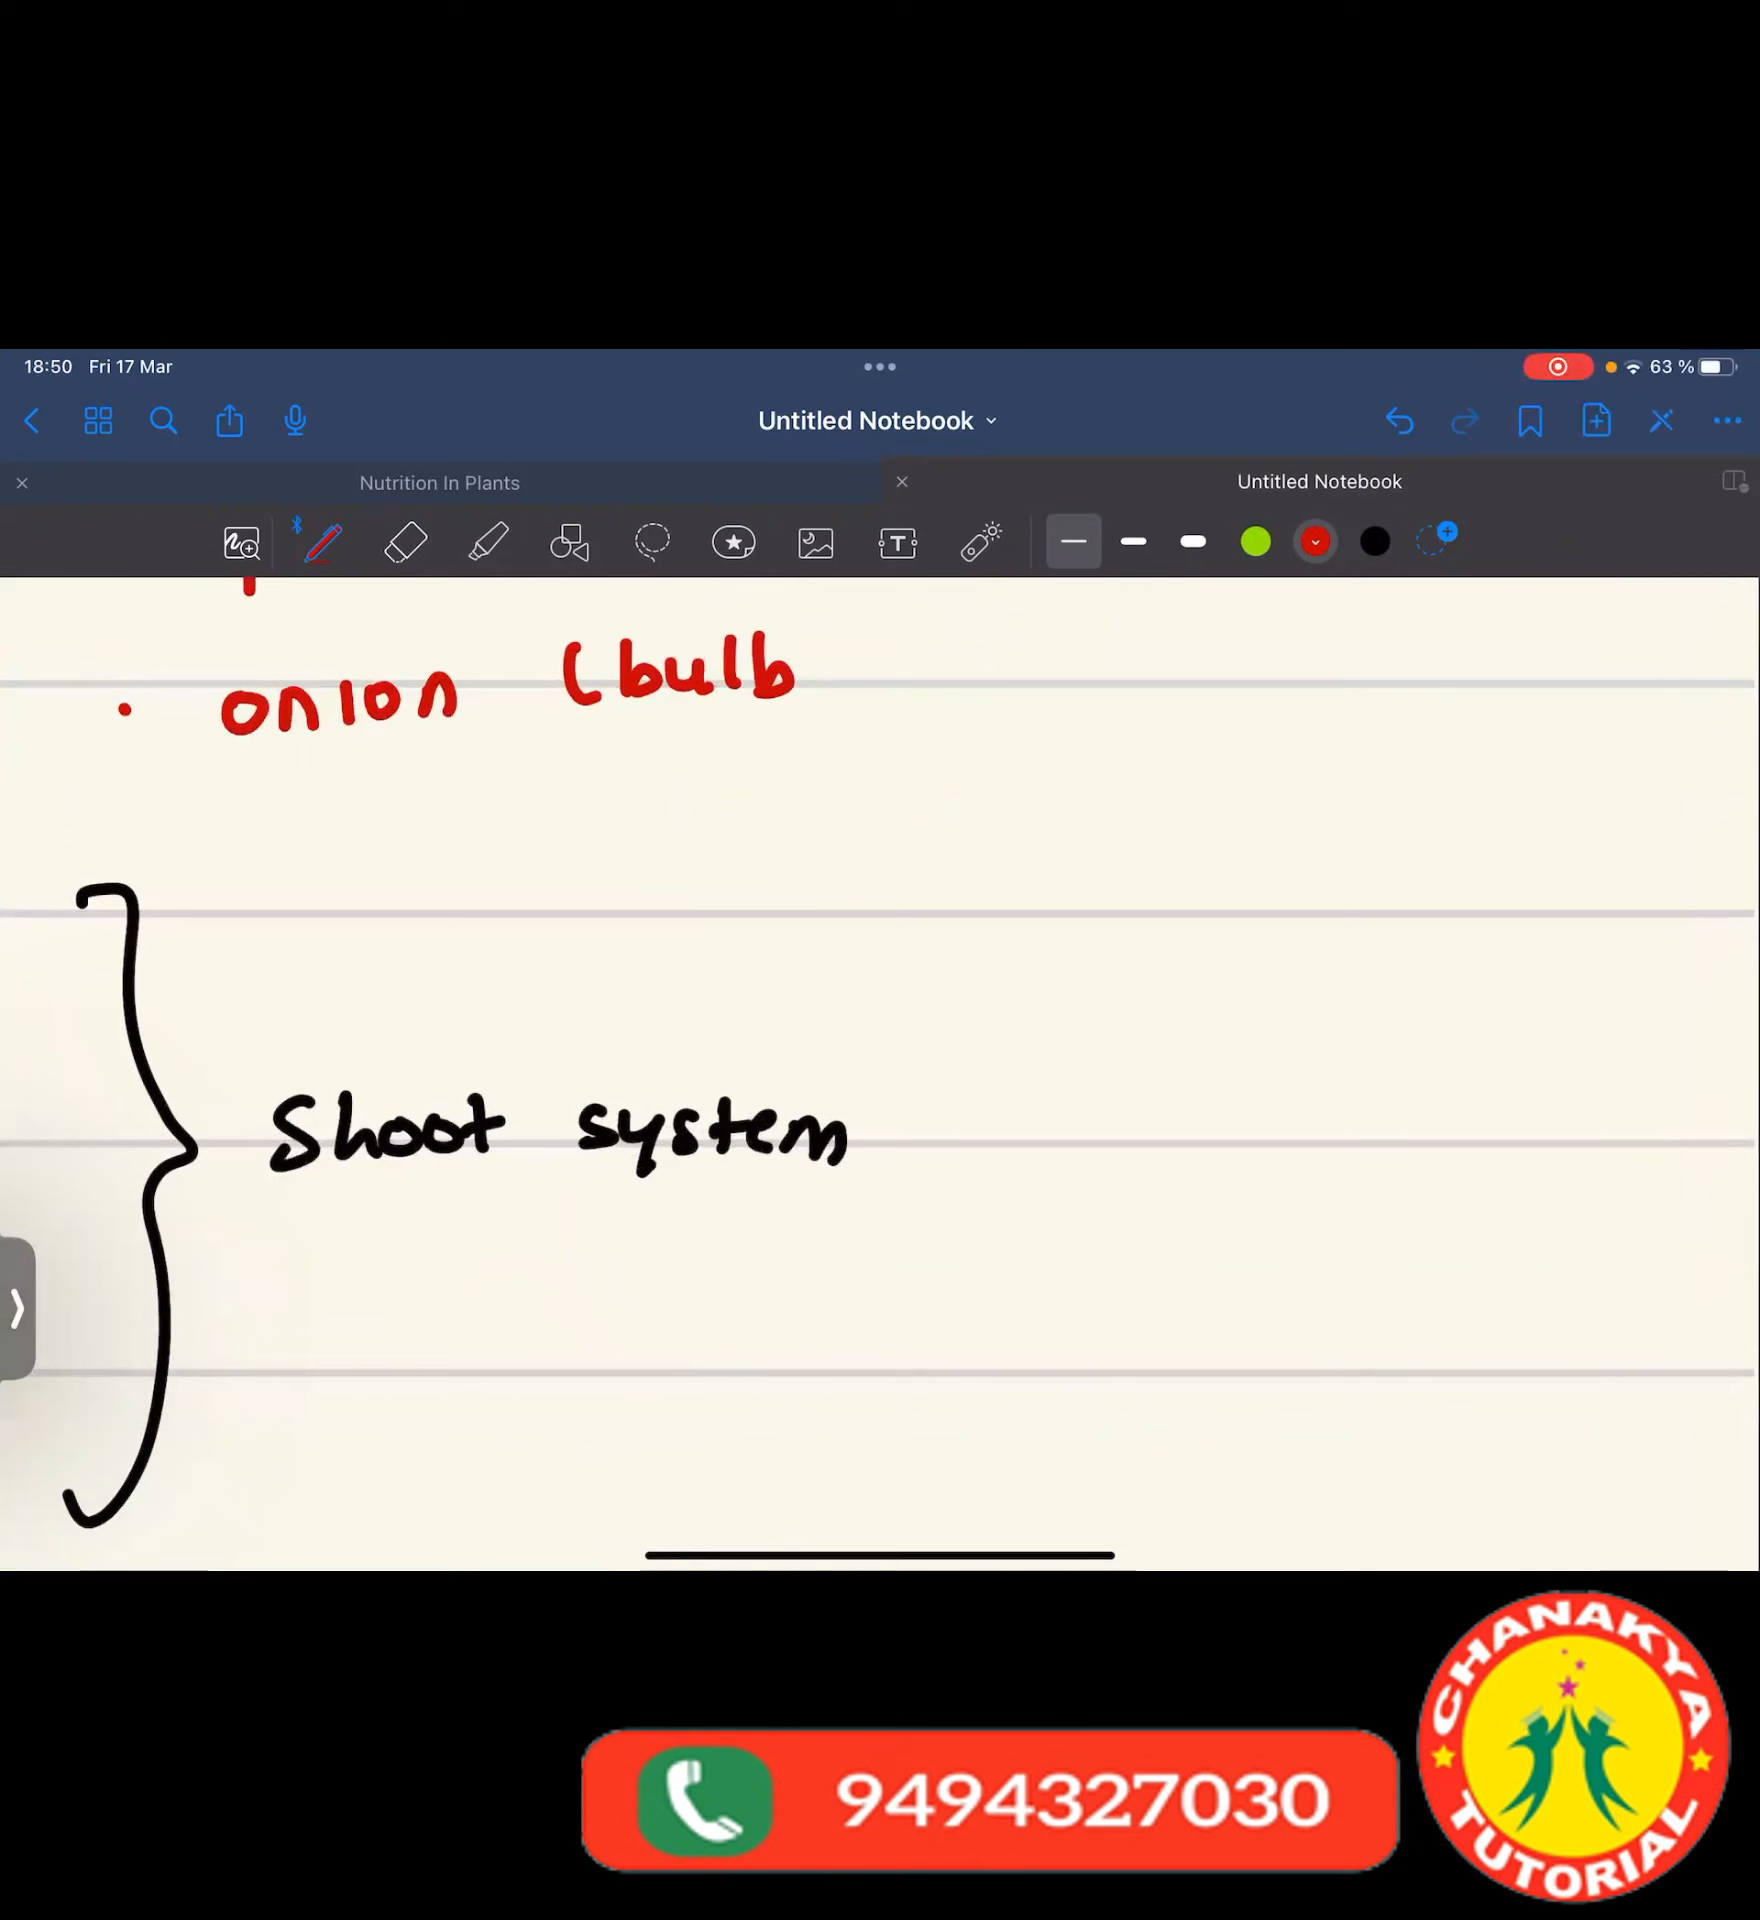 18:50 Fri 17 Mar
63 %
Untitled Notebook
Nutrition In Plants
Untitled Notebook
T
• onion (bulb
Shoot system
9494327030
CHANAKYA
TUTORIAL